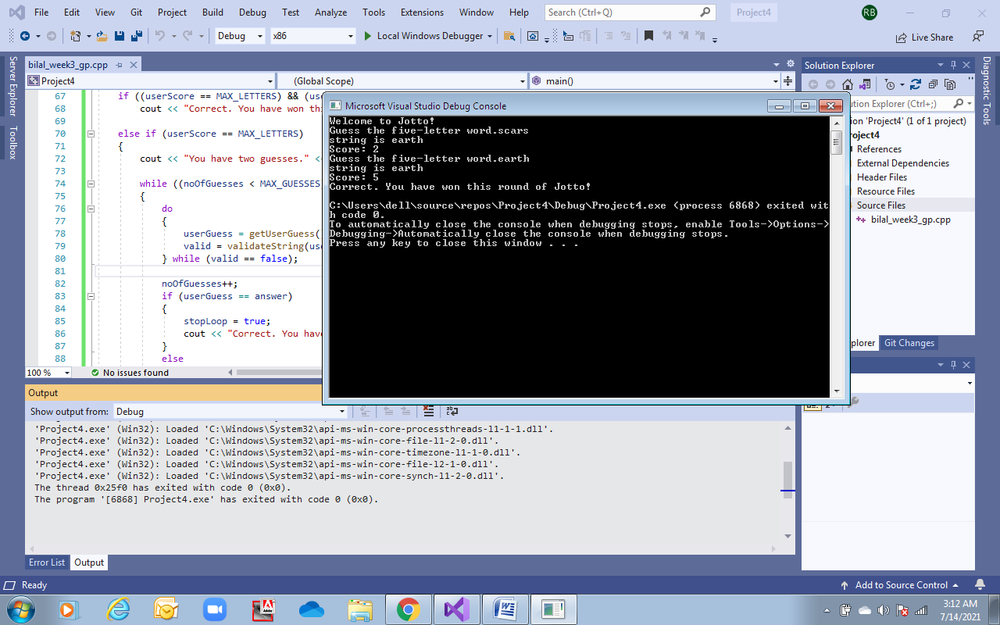 File Edit View Git Project Build Debug Test Analyze Tools Extensions Window Help Search (Ctrl+Q) Project4 RB
Debug x86 Local Windows Debugger Live Share
Server Explorer
Toolbox
bilal_week3_gp.cpp
Project4 (Global Scope) main()
67 if ((userScore == MAX_LETTERS) && (us
68 cout << "Correct. You have won thi
69
70 else if (userScore == MAX_LETTERS)
71 {
72 cout << "You have two guesses." <<
73
74 while ((noOfGuesses < MAX_GUESSES
75 {
76 do
77 {
78 userGuess = getUserGuess(
79 valid = validateString(use
80 } while (valid == false);
81
82 noOfGuesses++;
83 if (userGuess == answer)
84 {
85 stopLoop = true;
86 cout << "Correct. You have
87 }
88 else
100 % No issues found
Microsoft Visual Studio Debug Console
Welcome to Jotto!
Guess the five-letter word.scars
string is earth
Score: 2
Guess the five-letter word.earth
string is earth
Score: 5
Correct. You have won this round of Jotto!
C:\Users\dell\source\repos\Project4\Debug\Project4.exe (process 6868) exited wit
h code 0.
To automatically close the console when debugging stops, enable Tools->Options->
Debugging->Automatically close the console when debugging stops.
Press any key to close this window . . .
Solution Explorer
ution Explorer (Ctrl+;)
ion 'Project4' (1 of 1 project)
roject4
References
External Dependencies
Header Files
Resource Files
Source Files
bilal_week3_gp.cpp
plorer Git Changes
Diagnostic Tools
Output
Show output from: Debug
'Project4.exe' (Win32): Loaded 'C:\Windows\System32\api-ms-win-core-processthreads-l1-1-1.dll'.
'Project4.exe' (Win32): Loaded 'C:\Windows\System32\api-ms-win-core-file-l1-2-0.dll'.
'Project4.exe' (Win32): Loaded 'C:\Windows\System32\api-ms-win-core-timezone-l1-1-0.dll'.
'Project4.exe' (Win32): Loaded 'C:\Windows\System32\api-ms-win-core-file-l2-1-0.dll'.
'Project4.exe' (Win32): Loaded 'C:\Windows\System32\api-ms-win-core-synch-l1-2-0.dll'.
The thread 0x25f0 has exited with code 0 (0x0).
The program '[6868] Project4.exe' has exited with code 0 (0x0).
Error List Output
Ready Add to Source Control
3:12 AM
7/14/2021